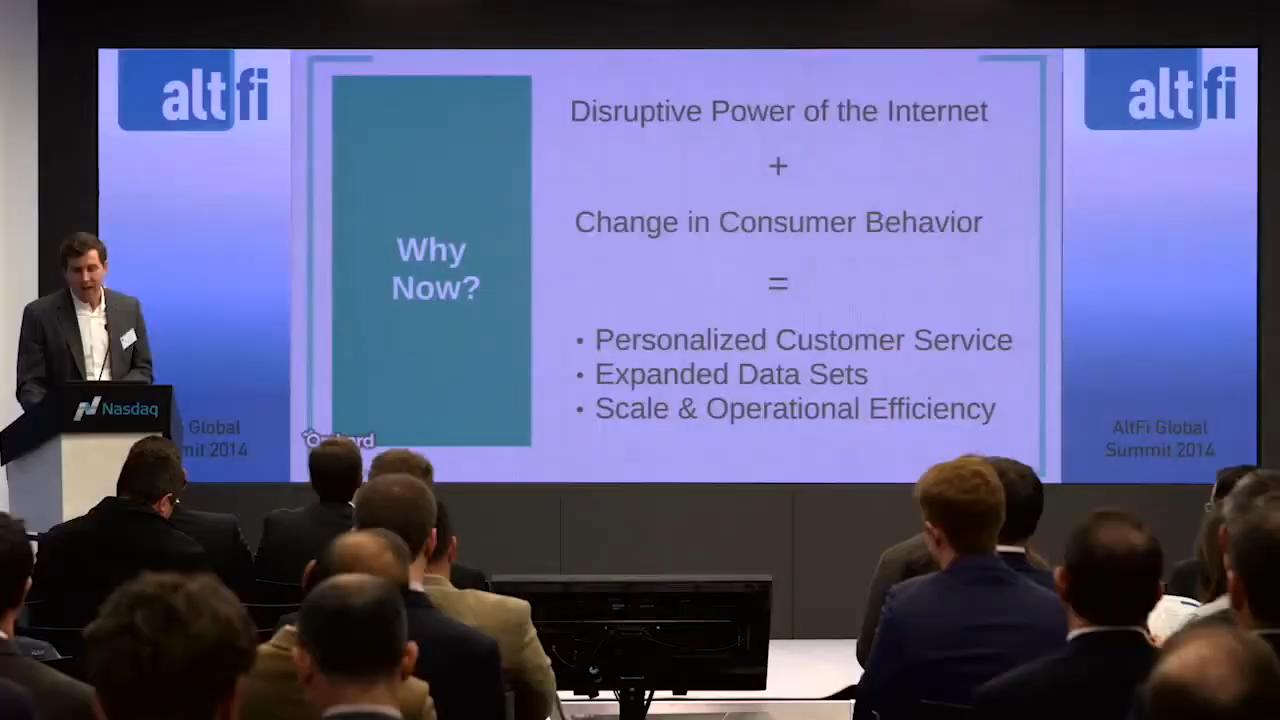 altfi
altfi
Disruptive Power of the Internet
+
Change in Consumer Behavior
=
Why
Now?
• Personalized Customer Service
• Expanded Data Sets
• Scale & Operational Efficiency
Nasdaq
Global
Summit 2014
AltFi Global
Summit 2014